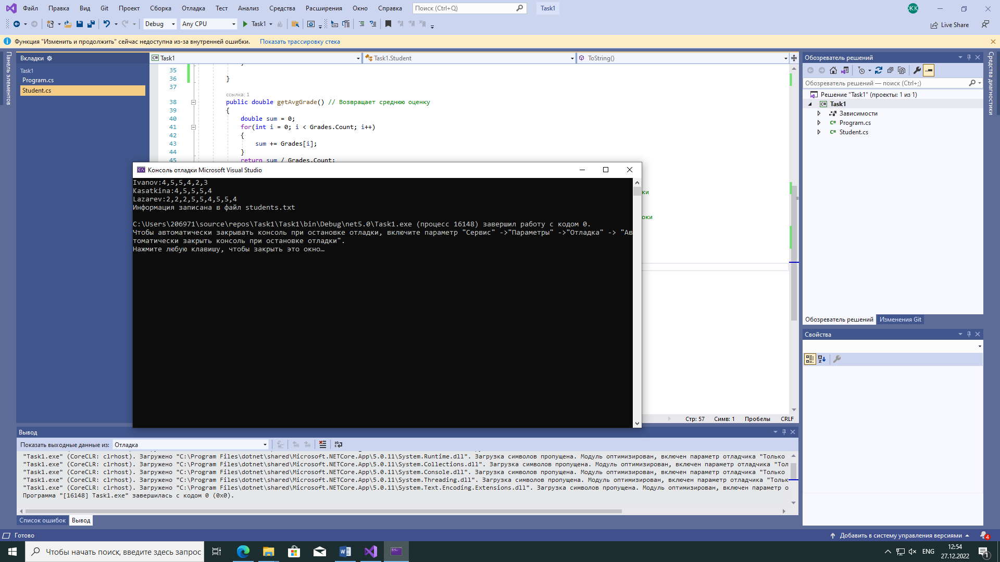 Файл Правка Вид Git Проект Сборка Отладка Тест Анализ Средства Расширения Окно Справка Поиск (Ctrl+Q) Task1 ЖК
Debug Any CPU Task1 Live Share
Функция "Изменить и продолжить" сейчас недоступна из-за внутренней ошибки. Показать трассировку стека
Панель элементов
Вкладки
Task1
Program.cs
Student.cs
C# Task1 Task1.Student ToString()
35
36 }
37
ссылка: 1
38 public double getAvgGrade() // Возвращает среднюю оценку
39 {
40 double sum = 0;
41 for(int i = 0; i < Grades.Count; i++)
42 {
43 sum += Grades[i];
44 }
45 return sum / Grades.Count;
ки
оки
Консоль отладки Microsoft Visual Studio
Ivanov:4,5,5,4,2,3
Kasatkina:4,5,5,5,4
Lazarev:2,2,2,5,5,4,5,5,4
Информация записана в файл students.txt
C:\Users\206971\source\repos\Task1\Task1\bin\Debug\net5.0\Task1.exe (процесс 16148) завершил работу с кодом 0.
Чтобы автоматически закрывать консоль при остановке отладки, включите параметр "Сервис" ->"Параметры" ->"Отладка" -> "Ав
томатически закрыть консоль при остановке отладки".
Нажмите любую клавишу, чтобы закрыть это окно…
Стр: 57 Симв: 1 Пробелы CRLF
Обозреватель решений
Обозреватель решений — поиск (Ctrl+;)
Решение "Task1" (проекты: 1 из 1)
C# Task1
Зависимости
C# Program.cs
C# Student.cs
Обозреватель решений Изменения Git
Свойства
Средства диагностики
Вывод
Показать выходные данные из: Отладка
"Task1.exe" (CoreCLR: clrhost). Загружено "C:\Program Files\dotnet\shared\Microsoft.NETCore.App\5.0.11\System.Runtime.dll". Загрузка символов пропущена. Модуль оптимизирован, включен параметр отладчика "Только
"Task1.exe" (CoreCLR: clrhost). Загружено "C:\Program Files\dotnet\shared\Microsoft.NETCore.App\5.0.11\System.Collections.dll". Загрузка символов пропущена. Модуль оптимизирован, включен параметр отладчика "Тол
"Task1.exe" (CoreCLR: clrhost). Загружено "C:\Program Files\dotnet\shared\Microsoft.NETCore.App\5.0.11\System.Console.dll". Загрузка символов пропущена. Модуль оптимизирован, включен параметр отладчика "Только
"Task1.exe" (CoreCLR: clrhost). Загружено "C:\Program Files\dotnet\shared\Microsoft.NETCore.App\5.0.11\System.Threading.dll". Загрузка символов пропущена. Модуль оптимизирован, включен параметр отладчика "Тольк
"Task1.exe" (CoreCLR: clrhost). Загружено "C:\Program Files\dotnet\shared\Microsoft.NETCore.App\5.0.11\System.Text.Encoding.Extensions.dll". Загрузка символов пропущена. Модуль оптимизирован, включен параметр о
Программа "[16148] Task1.exe" завершилась с кодом 0 (0x0).
Список ошибок Вывод
Готово Добавить в систему управления версиями 4
Чтобы начать поиск, введите здесь запрос ENG 12:54
27.12.2022 1